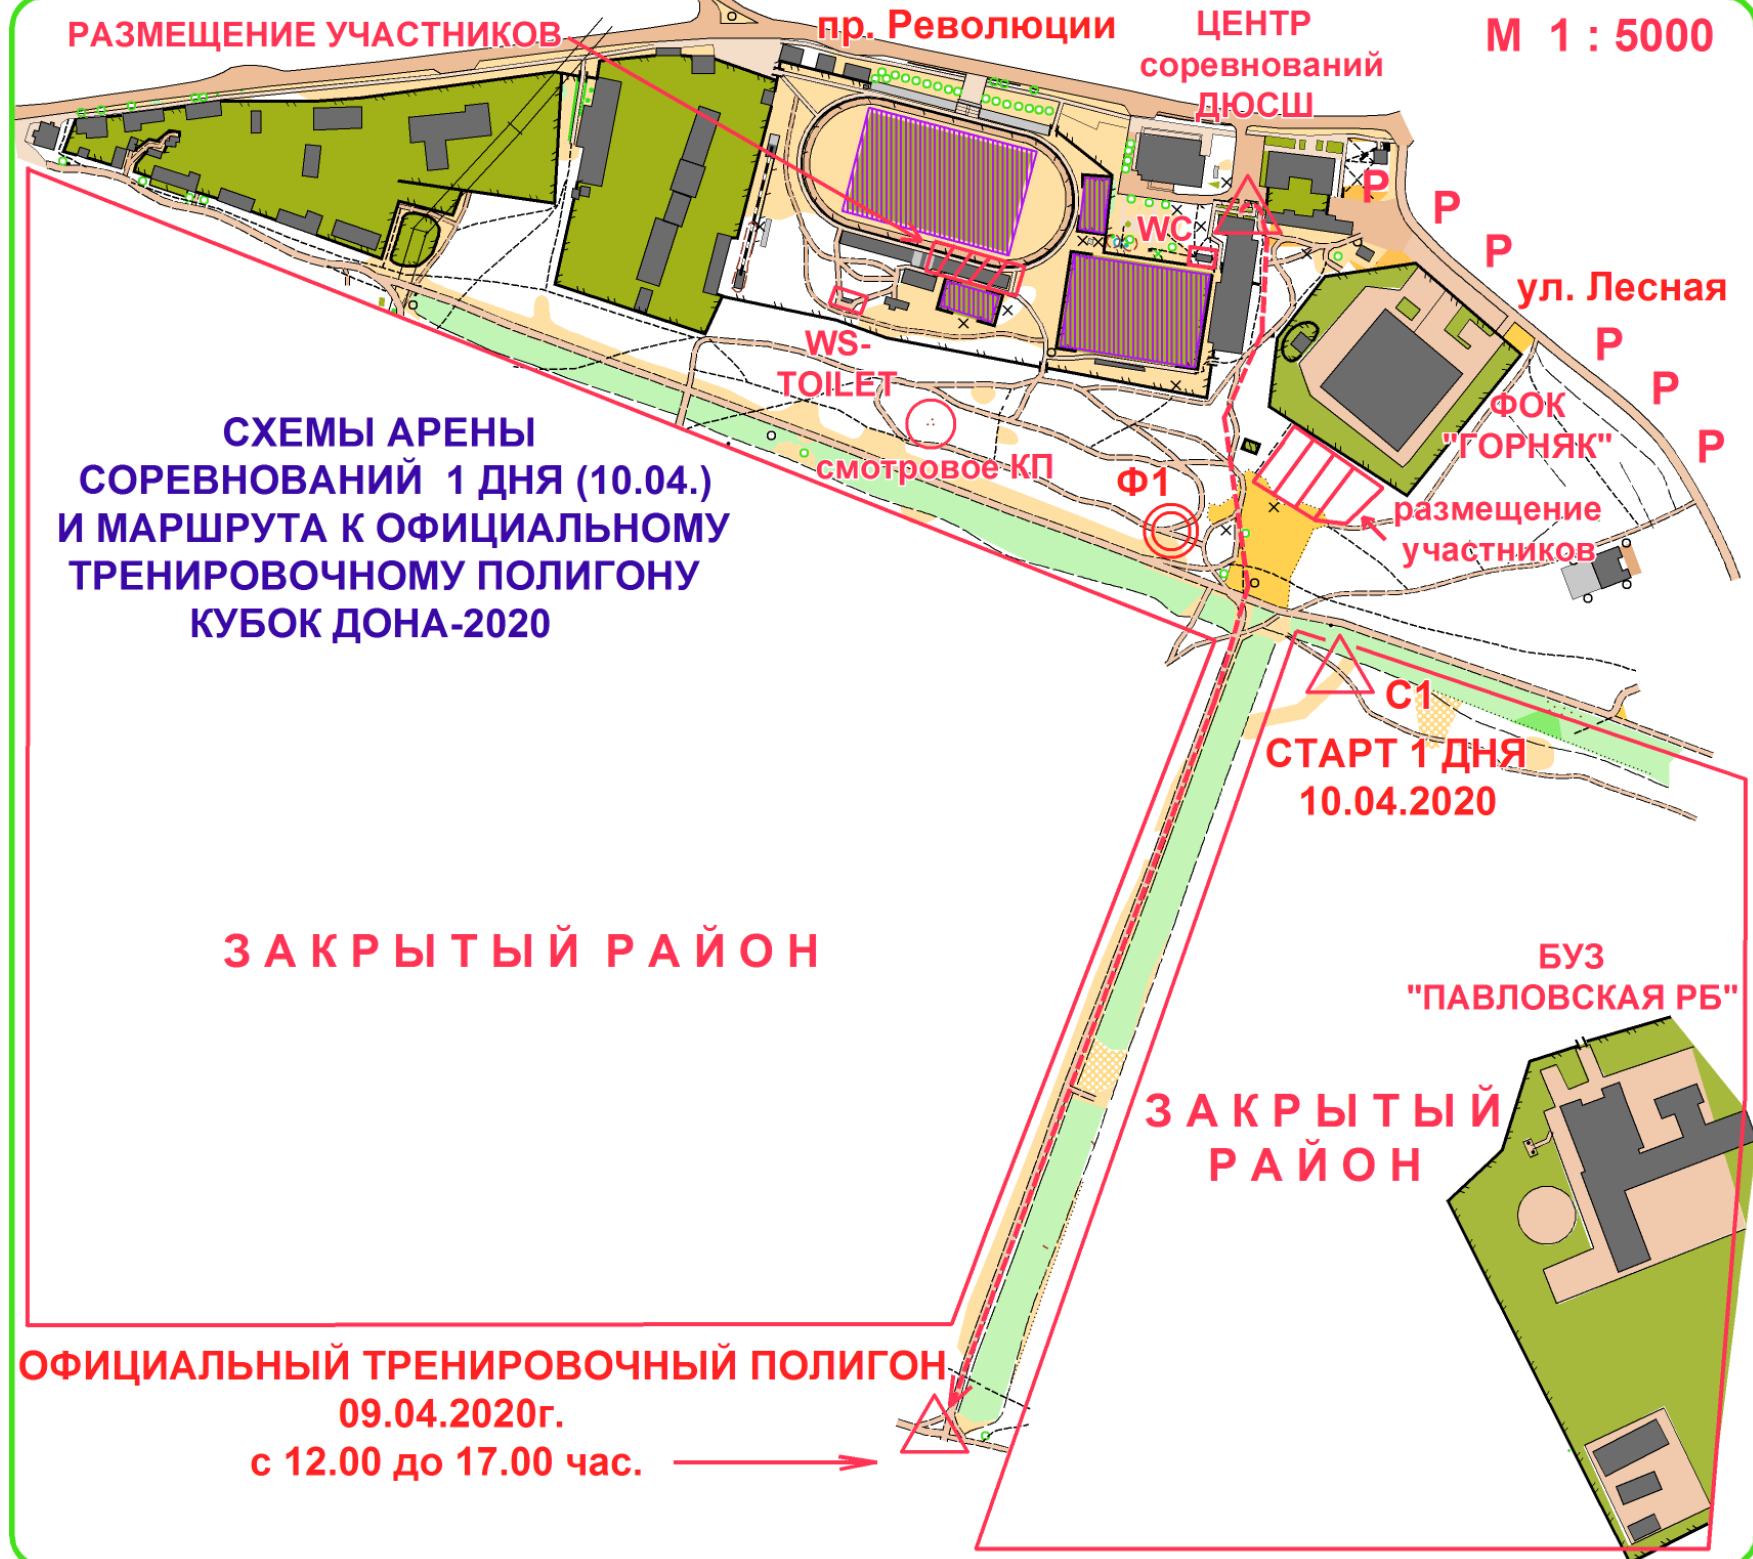 РАЗМЕЩЕНИЕ УЧАСТНИКОВ
пр. Революции
ЦЕНТР
соревнований
ДЮСШ
М 1 : 5000
P
P
P
ул. Лесная
P
P
P
WC
WS-
TOILET
смотровое КП
Ф1
ФОК
"ГОРНЯК"
размещение
участников
СХЕМЫ АРЕНЫ
СОРЕВНОВАНИЙ 1 ДНЯ (10.04.)
И МАРШРУТА К ОФИЦИАЛЬНОМУ
ТРЕНИРОВОЧНОМУ ПОЛИГОНУ
КУБОК ДОНА-2020
С1
СТАРТ 1 ДНЯ
10.04.2020
З А К Р Ы Т Ы Й Р А Й О Н
БУЗ
"ПАВЛОВСКАЯ РБ"
З А К Р Ы Т Ы Й
Р А Й О Н
ОФИЦИАЛЬНЫЙ ТРЕНИРОВОЧНЫЙ ПОЛИГОН
09.04.2020г.
с 12.00 до 17.00 час.